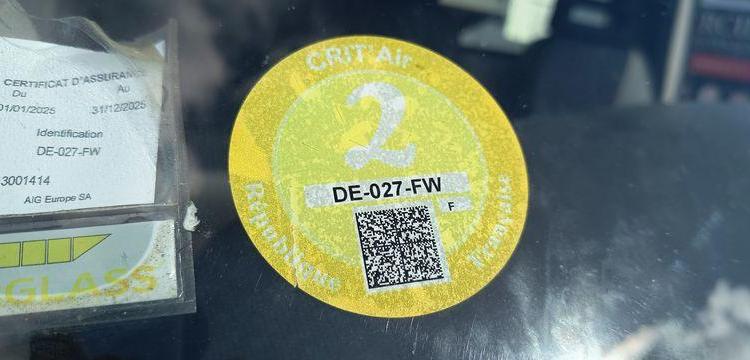 CERTIFICAT D'ASSURANCE
Du Au
01/01/2025 31/12/2025
Identification
DE-027-FW
3001414
AIG Europe SA
GLASS
CRIT'Air
2
DE-027-FW
F
République
Française